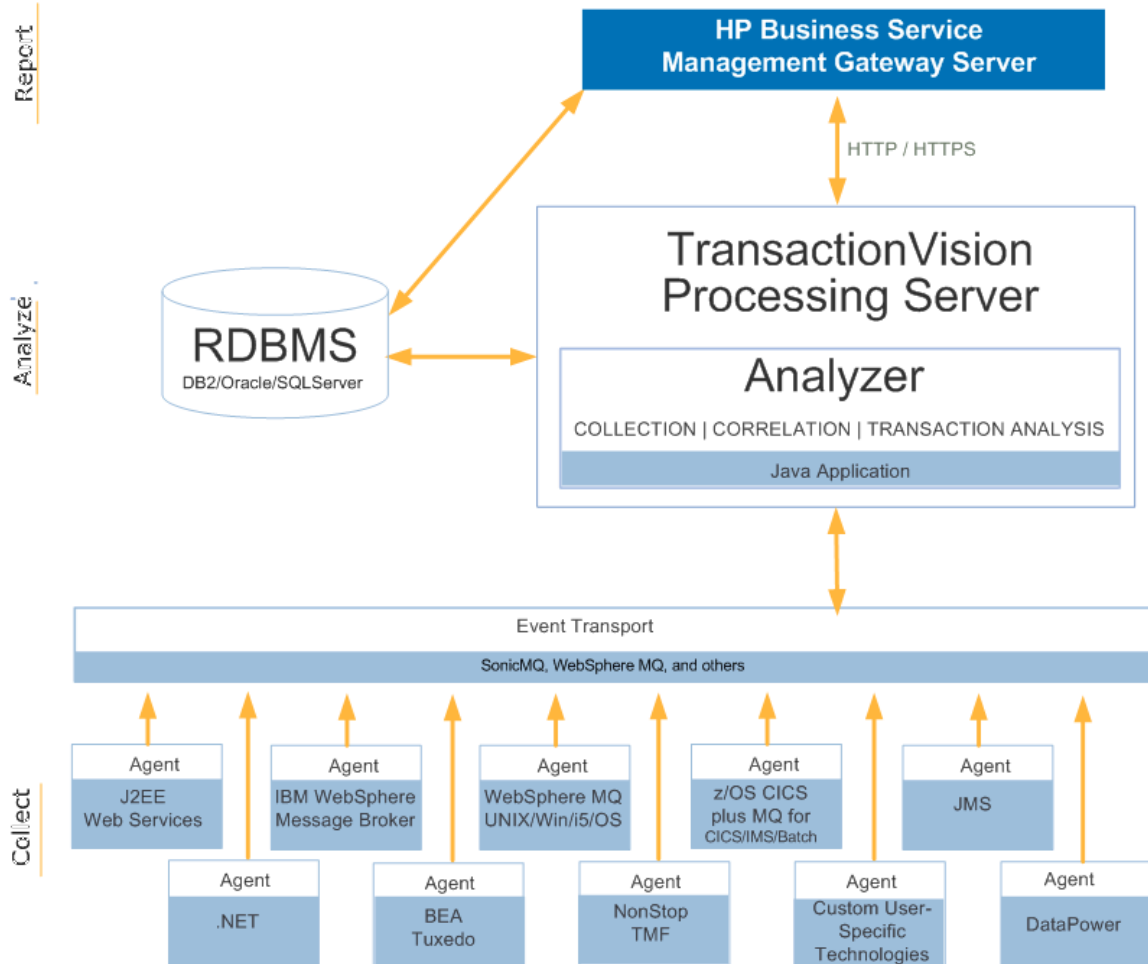 Report
HP Business Service
Management Gateway Server
HTTP / HTTPS
Analyze
RDBMS
DB2/Oracle/SQLServer
TransactionVision
Processing Server
Analyzer
COLLECTION | CORRELATION | TRANSACTION ANALYSIS
Java Application
Event Transport
SonicMQ, WebSphere MQ, and others
Collect
Agent
J2EE
Web Services
Agent
IBM WebSphere
Message Broker
Agent
WebSphere MQ
UNIX/Win/i5/OS
Agent
z/OS CICS
plus MQ for
CICS/IMS/Batch
Agent
JMS
Agent
.NET
Agent
BEA
Tuxedo
Agent
NonStop
TMF
Agent
Custom User-
Specific
Technologies
Agent
DataPower